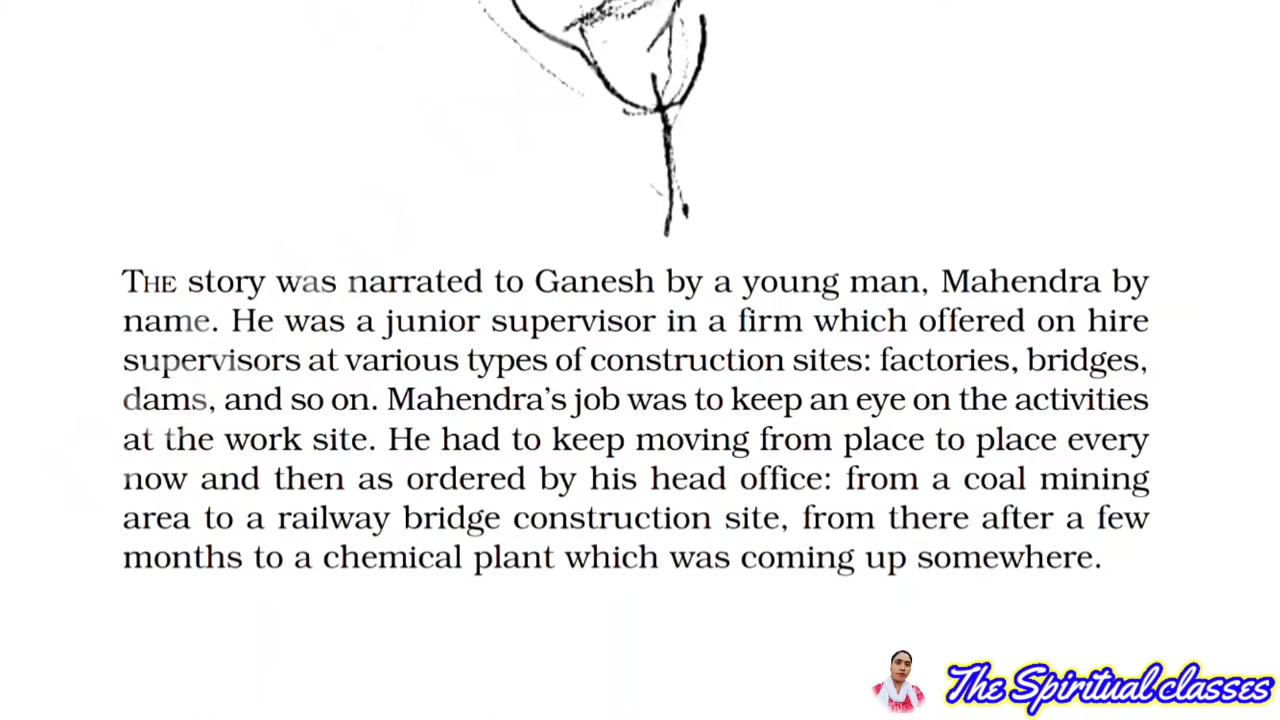 THE story was narrated to Ganesh by a young man, Mahendra by
name. He was a junior supervisor in a firm which offered on hire
supervisors at various types of construction sites: factories, bridges,
dams, and so on. Mahendra's job was to keep an eye on the activities
at the work site. He had to keep moving from place to place every
now and then as ordered by his head office: from a coal mining
area to a railway bridge construction site, from there after a few
months to a chemical plant which was coming up somewhere.
The Spiritual classes